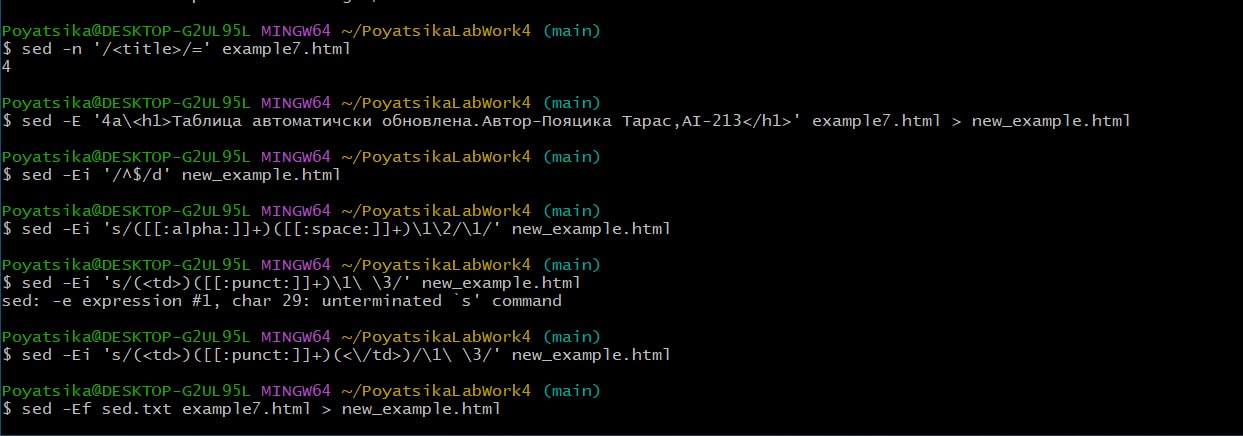 Poyatsika@DESKTOP-G2UL95L MINGW64 ~/PoyatsikaLabWork4 (main)
$ sed -n '/<title>/=' example7.html
4
Poyatsika@DESKTOP-G2UL95L MINGW64 ~/PoyatsikaLabWork4 (main)
$ sed -E '4a\<h1>Таблица автоматичски обновлена.Автор-Пояцика Тарас,АІ-213</h1>' example7.html > new_example.html
Poyatsika@DESKTOP-G2UL95L MINGW64 ~/PoyatsikaLabWork4 (main)
$ sed -Ei '/^$/d' new_example.html
Poyatsika@DESKTOP-G2UL95L MINGW64 ~/PoyatsikaLabWork4 (main)
$ sed -Ei 's/([[:alpha:]]+)([[:space:]]+)\1\2/\1/' new_example.html
Poyatsika@DESKTOP-G2UL95L MINGW64 ~/PoyatsikaLabWork4 (main)
$ sed -Ei 's/(<td>)([[:punct:]]+)\1\ \3/' new_example.html
sed: -e expression #1, char 29: unterminated `s' command
Poyatsika@DESKTOP-G2UL95L MINGW64 ~/PoyatsikaLabWork4 (main)
$ sed -Ei 's/(<td>)([[:punct:]]+)(<\/td>)/\1\ \3/' new_example.html
Poyatsika@DESKTOP-G2UL95L MINGW64 ~/PoyatsikaLabWork4 (main)
$ sed -Ef sed.txt example7.html > new_example.html